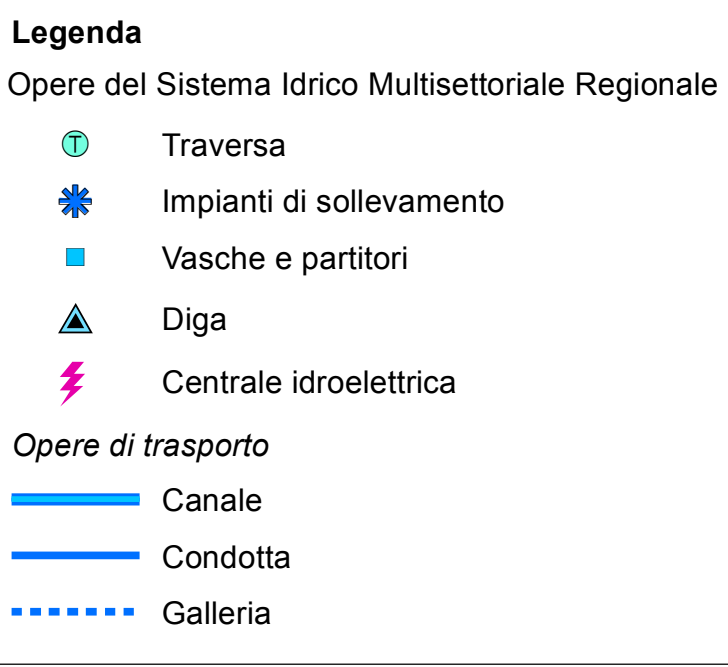 Legenda
Opere del Sistema Idrico Multisettoriale Regionale
T Traversa
Impianti di sollevamento
Vasche e partitori
Diga
Centrale idroelettrica
Opere di trasporto
Canale
Condotta
Galleria